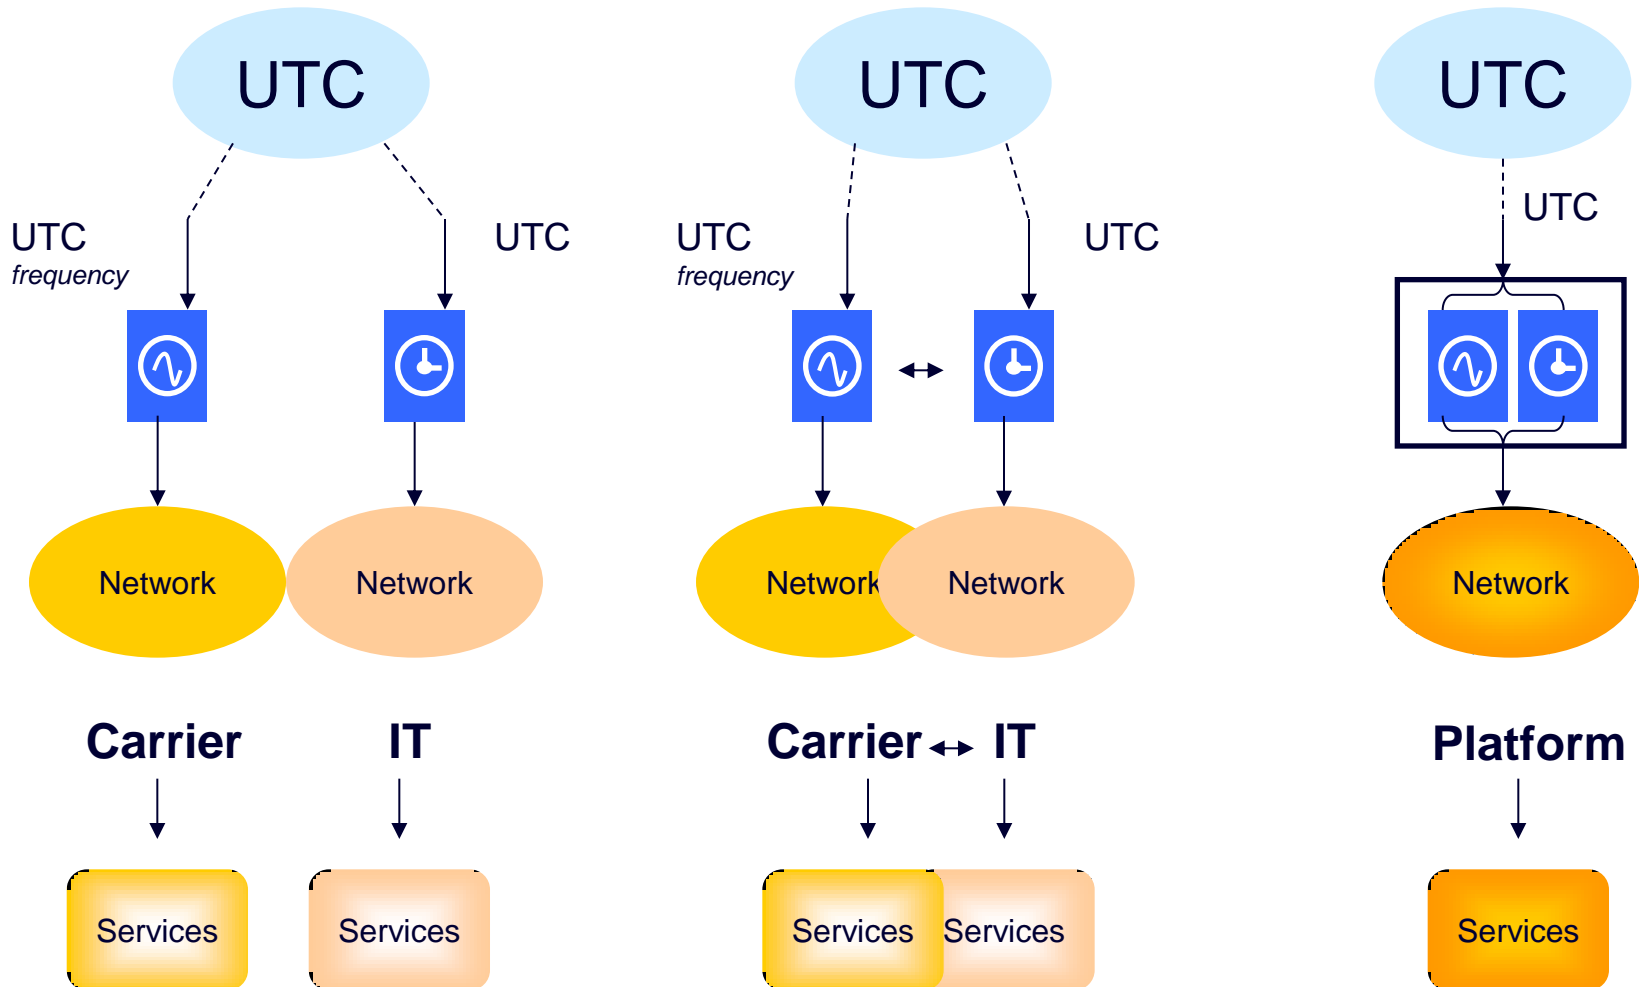 UTC
UTC
UTC
UTC
frequency
UTC
UTC
frequency
UTC
UTC
Network
Network
Network
Network
Network
Carrier
IT
Carrier
IT
Platform
Services
Services
Services
Services
Services